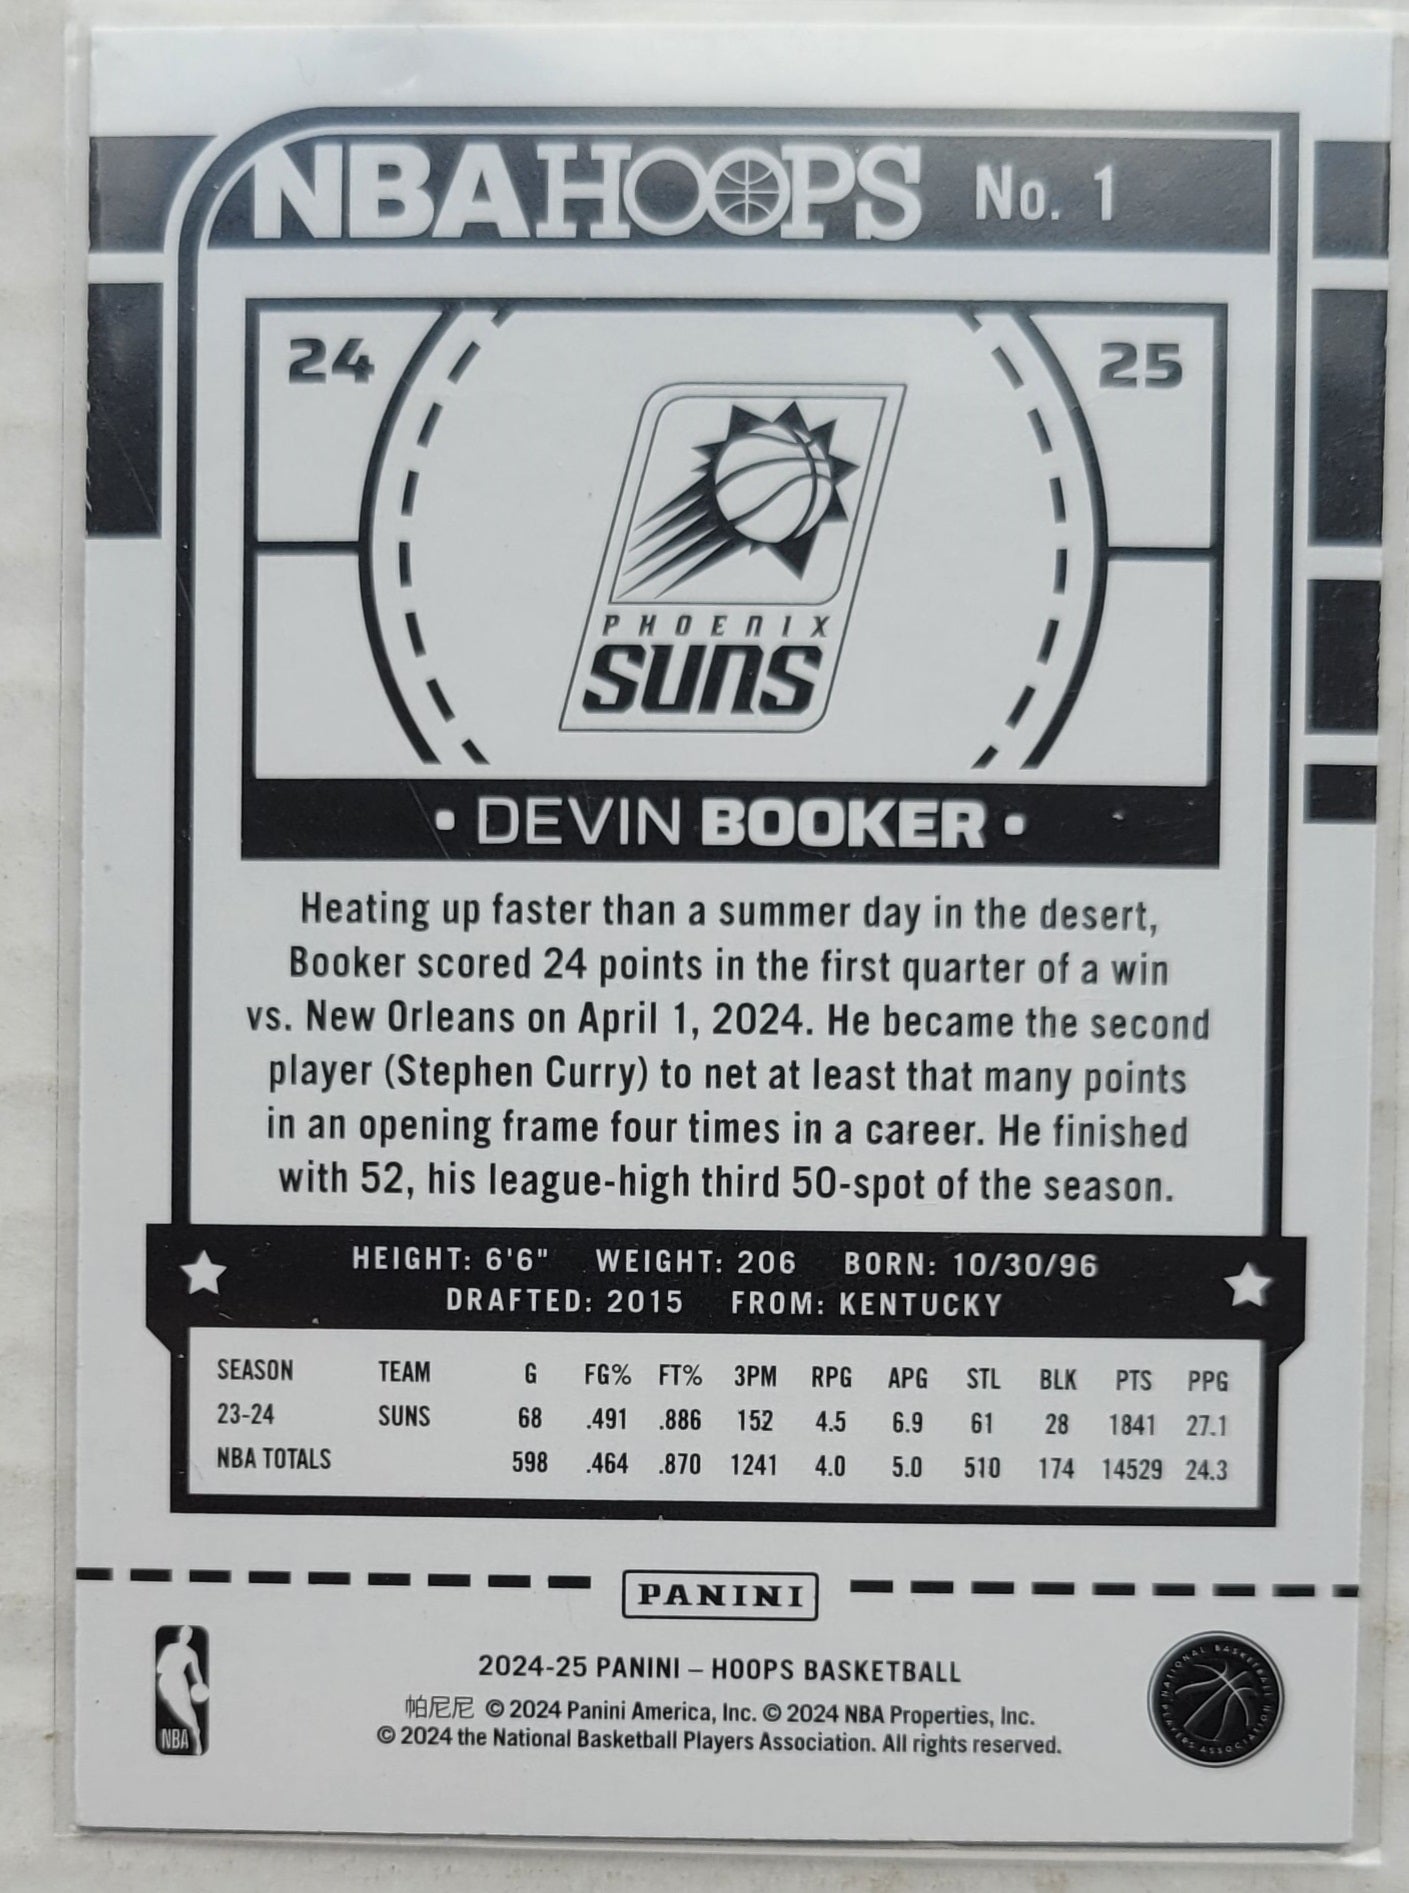 NBA HOOPS No. 1
24
25
PHOENIX
SUNS
• DEVIN BOOKER •
Heating up faster than a summer day in the desert,
Booker scored 24 points in the first quarter of a win
vs. New Orleans on April 1, 2024. He became the second
player (Stephen Curry) to net at least that many points
in an opening frame four times in a career. He finished
with 52, his league-high third 50-spot of the season.
HEIGHT: 6'6" WEIGHT: 206 BORN: 10/30/96
DRAFTED: 2015 FROM: KENTUCKY
SEASON TEAM G FG% FT% 3PM RPG APG STL BLK PTS PPG
23-24 SUNS 68 .491 .886 152 4.5 6.9 61 28 1841 27.1
NBA TOTALS 598 .464 .870 1241 4.0 5.0 510 174 14529 24.3
PANINI
2024-25 PANINI – HOOPS BASKETBALL
帕尼尼 © 2024 Panini America, Inc. © 2024 NBA Properties, Inc.
© 2024 the National Basketball Players Association. All rights reserved.
NBA
NATIONAL BASKETBALL
PLAYERS ASSOCIATION